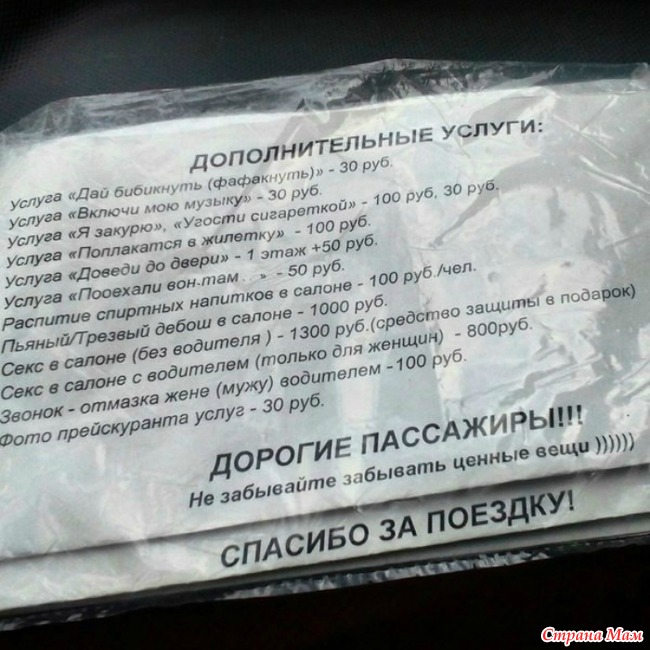 ДОПОЛНИТЕЛЬНЫЕ УСЛУГИ:
Услуга «Дай бибикнуть (фафакнуть)» - 30 руб.
Услуга «Включи мою музыку» - 30 руб.
Услуга «Я закурю», «Угости сигареткой» - 100 руб, 30 руб.
Услуга «Поплакатся в жилетку» - 100 руб.
Услуга «Доведи до двери» - 1 этаж +50 руб.
Услуга «Пооехали вон.там . . » - 50 руб.
Распитие спиртных напитков в салоне - 100 руб./чел.
Пьяный/Трезвый дебош в салоне - 1000 руб.
Секс в салоне (без водителя ) - 1300 руб.(средство защиты в подарок)
Секс в салоне с водителем (только для женщин) - 800руб.
Звонок - отмазка жене (мужу) водителем -100 руб.
Фото прейскуранта услуг - 30 руб.
ДОРОГИЕ ПАССАЖИРЫ!!!
Не забывайте забывать ценные вещи ))))))
СПАСИБО ЗА ПОЕЗДКУ!
Страна Мам